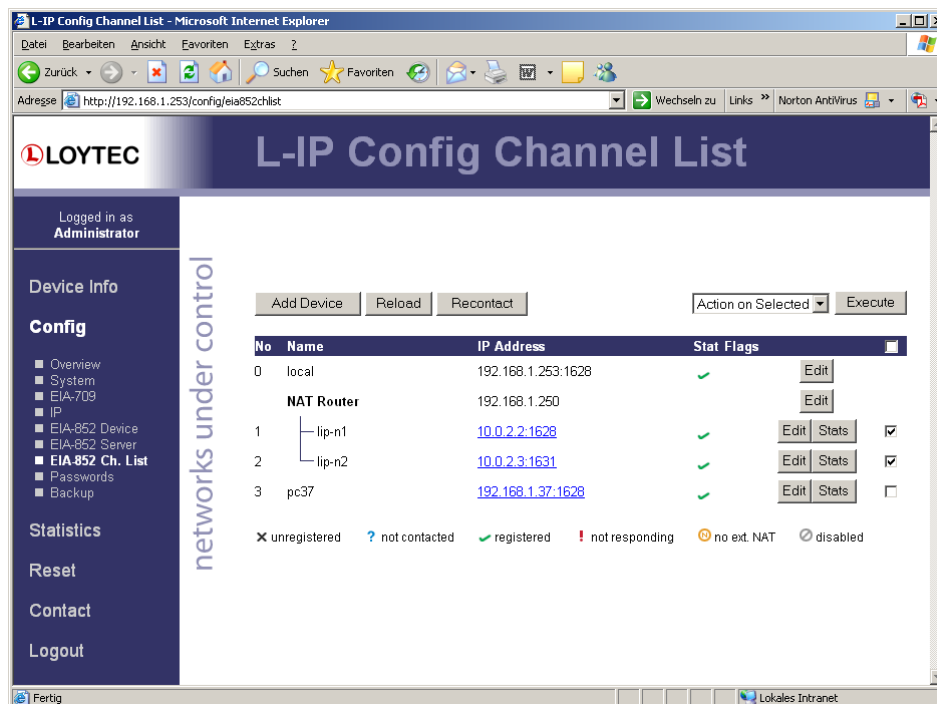 L-IP Config Channel List - Microsoft Internet Explorer
Datei Bearbeiten Ansicht Favoriten Extras ?
Zurück Suchen Favoriten
Adresse http://192.168.1.253/config/eia852chlist Wechseln zu Links » Norton AntiVirus
LOYTEC L-IP Config Channel List
Logged in as
Administrator
networks under control
Device Info
Config
Overview
System
EIA-709
IP
EIA-852 Device
EIA-852 Server
EIA-852 Ch. List
Passwords
Backup
Statistics
Reset
Contact
Logout
Add Device Reload Recontact Action on Selected Execute
No Name IP Address Stat Flags
0 local 192.168.1.253:1628 Edit
NAT Router 192.168.1.250 Edit
1 lip-n1 10.0.2.2:1628 Edit Stats
2 lip-n2 10.0.2.3:1631 Edit Stats
3 pc37 192.168.1.37:1628 Edit Stats
unregistered ? not contacted registered ! not responding N no ext. NAT disabled
Fertig Lokales Intranet